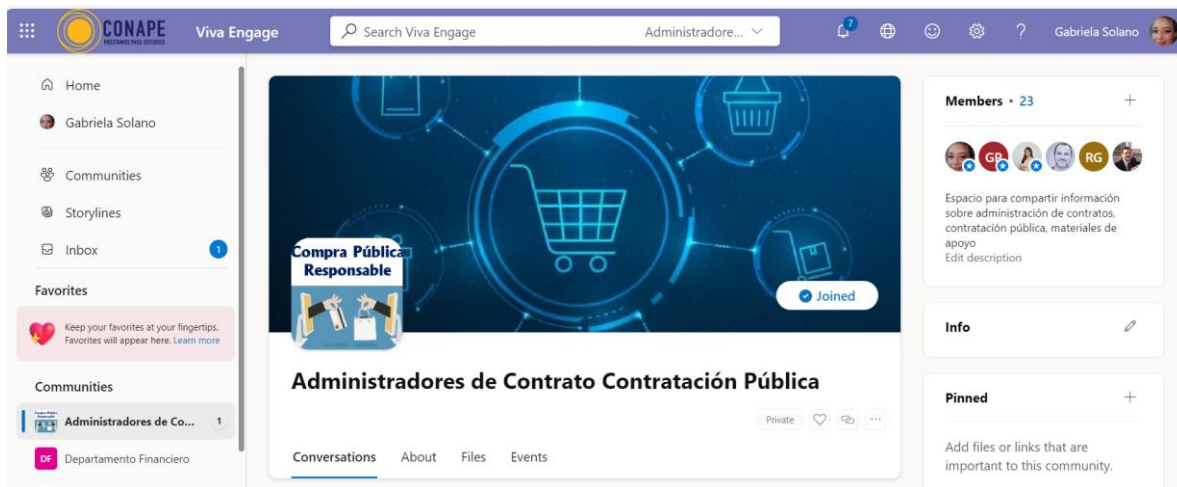 CONAPE
PRÉSTAMOS PARA ESTUDIOS
Viva Engage
Search Viva Engage
Administradore...
7
?
Gabriela Solano
Home
Gabriela Solano
Communities
Storylines
Inbox
1
Favorites
Keep your favorites at your fingertips.
Favorites will appear here. Learn more
Communities
Administradores de Co...
1
DF
Departamento Financiero
Compra Pública
Responsable
Joined
Administradores de Contrato Contratación Pública
Private
Conversations
About
Files
Events
Members • 23
GP
RG
Espacio para compartir información
sobre administración de contratos,
contratación pública, materiales de
apoyo
Edit description
Info
Pinned
Add files or links that are
important to this community.